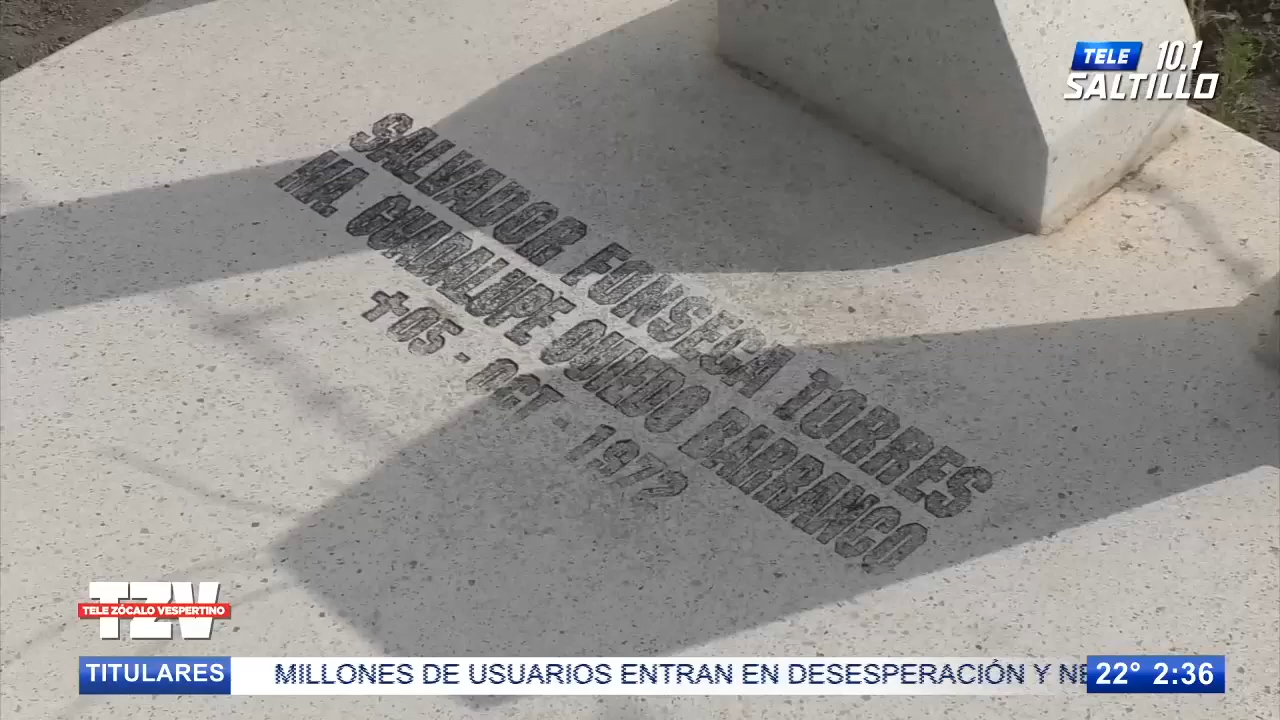 TELE 10.1
SALTILLO
SALVADOR FONSECA TORRES
MA. GUADALUPE OVIEDO BARRANCO
✝05 - OCT - 1972
TZV
TELE ZÓCALO VESPERTINO
TITULARES MILLONES DE USUARIOS ENTRAN EN DESESPERACIÓN Y 22° 2:36